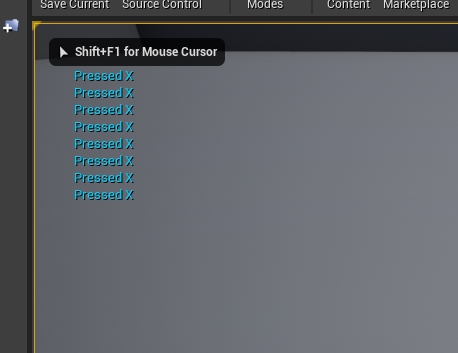 Save Current Source Control Modes Content Marketplace
Shift+F1 for Mouse Cursor
Pressed X
Pressed X
Pressed X
Pressed X
Pressed X
Pressed X
Pressed X
Pressed X